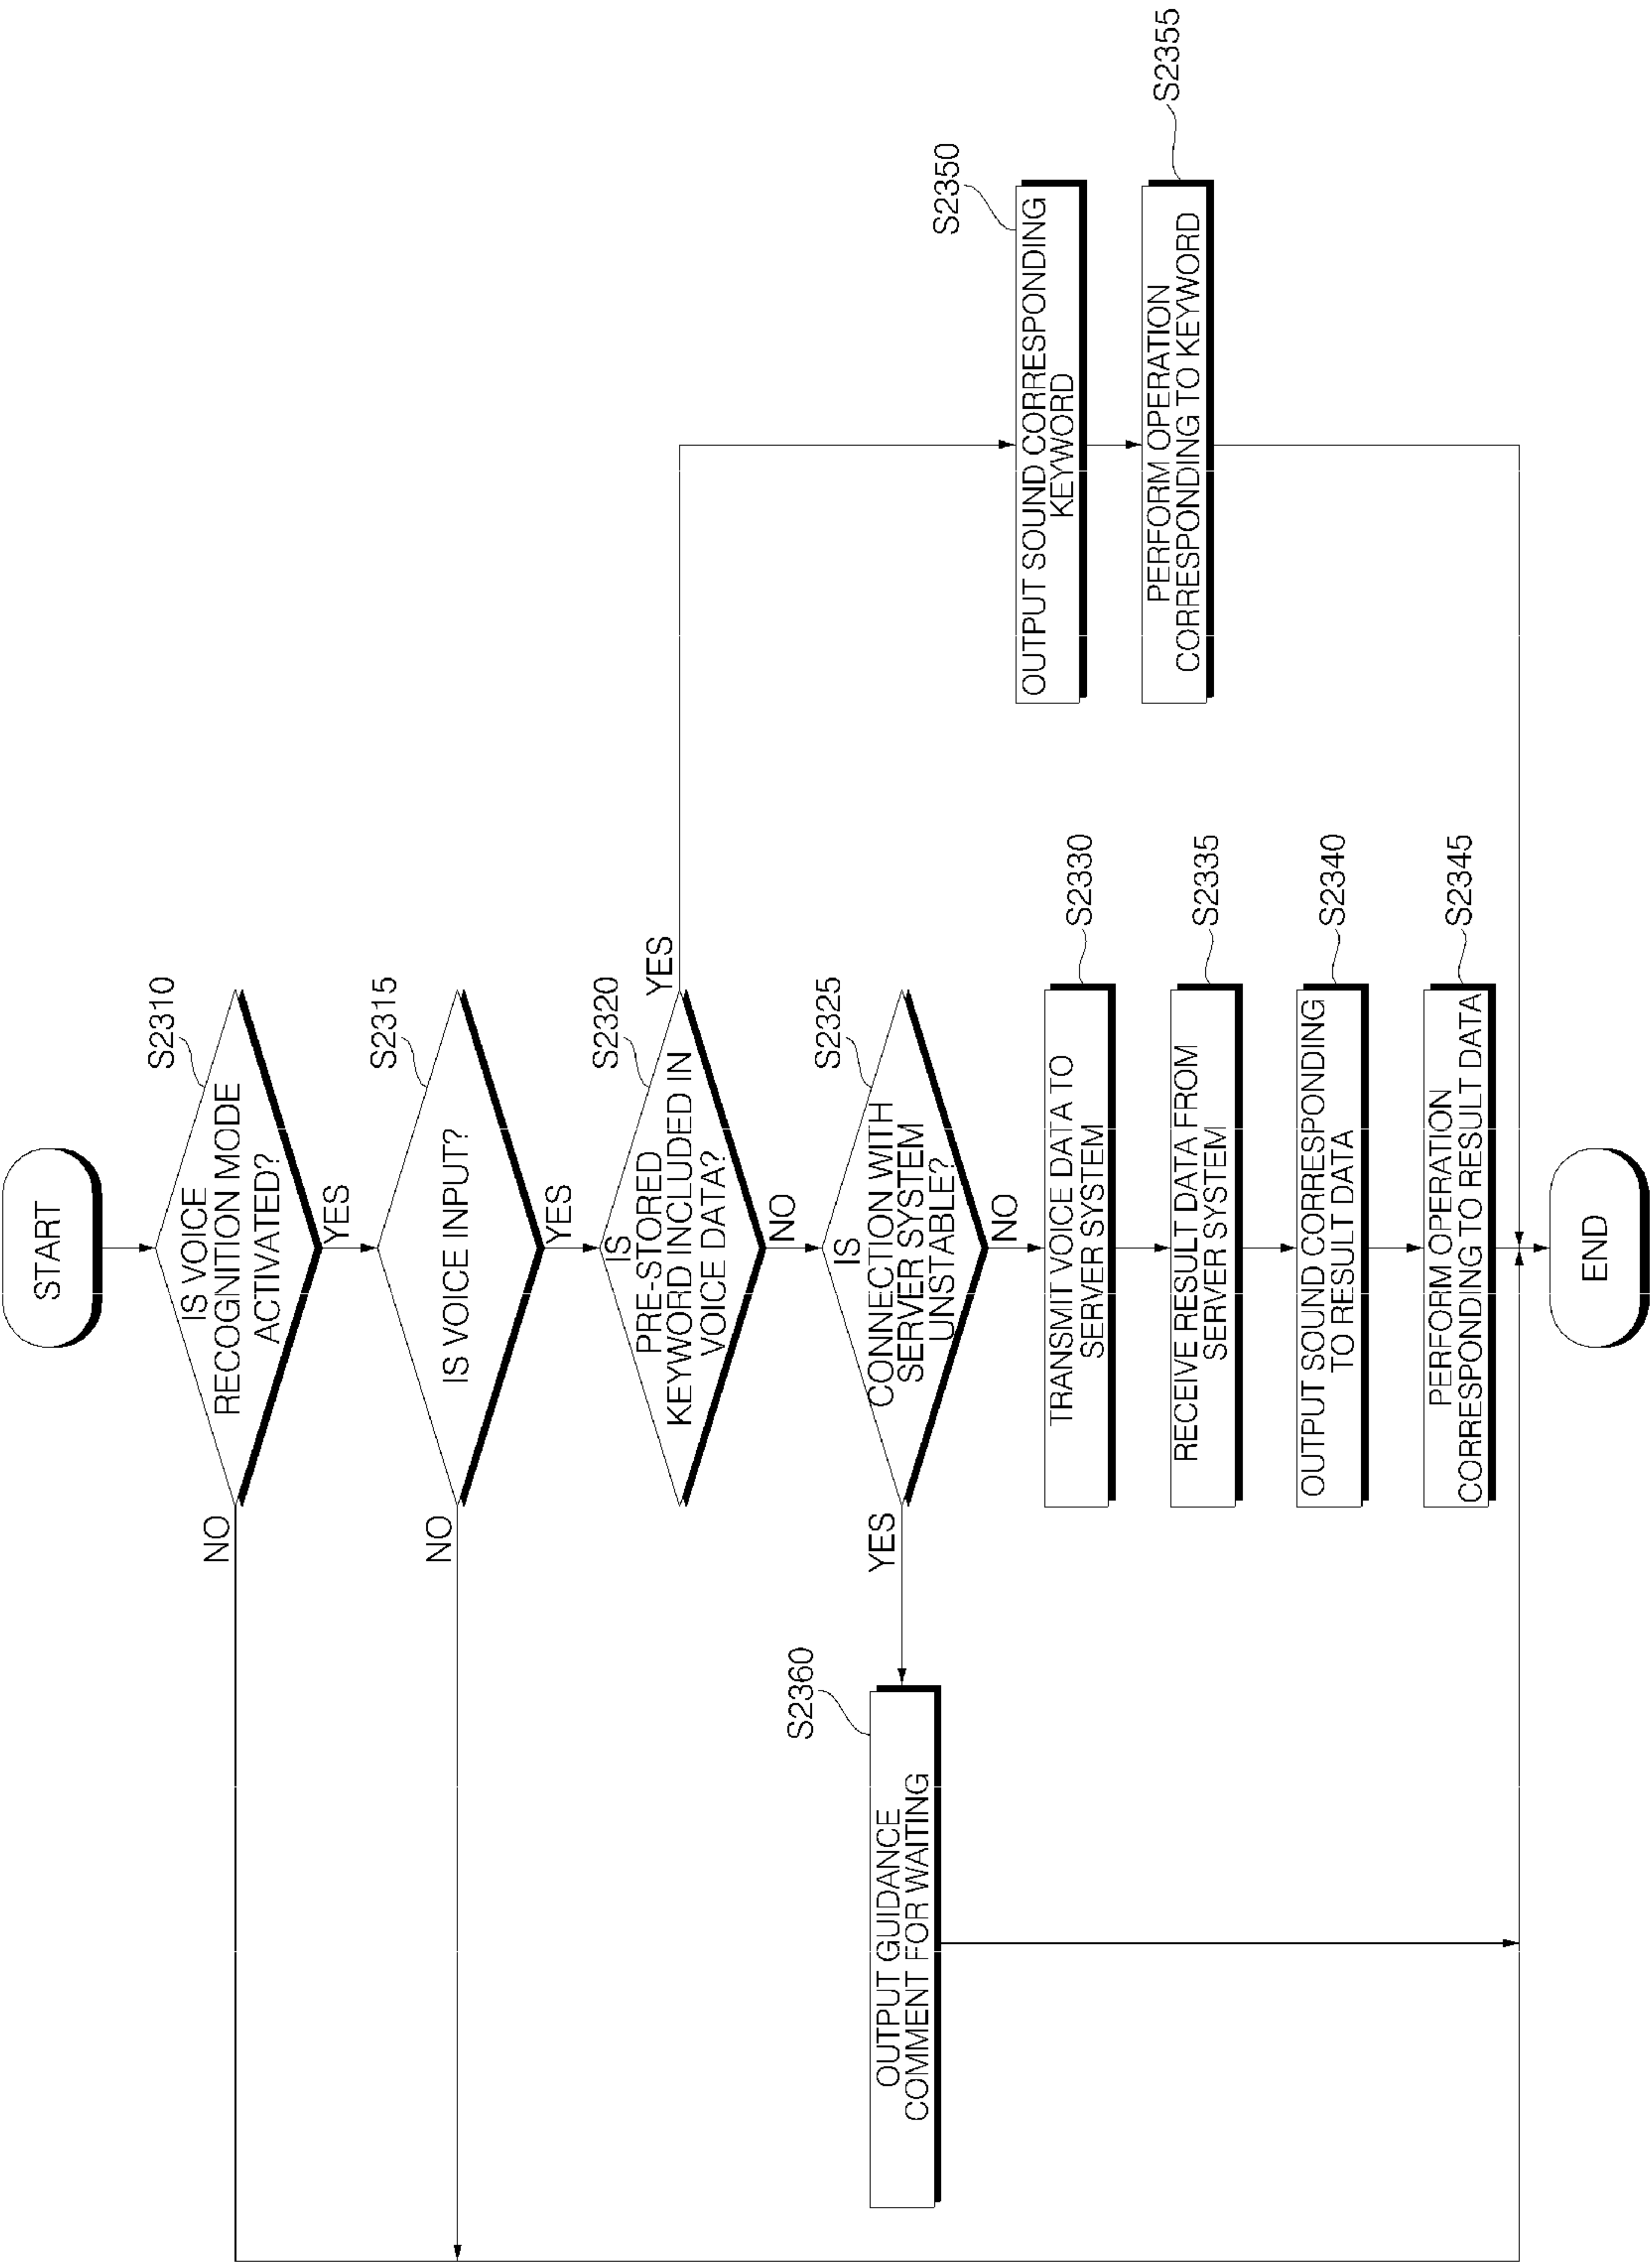 START
S2310
IS VOICE
RECOGNITION MODE
ACTIVATED?
NO
YES
S2315
IS VOICE INPUT?
NO
YES
S2320
IS
PRE-STORED
KEYWORD INCLUDED IN
VOICE DATA?
YES
NO
S2325
IS
CONNECTION WITH
SERVER SYSTEM
UNSTABLE?
YES
NO
S2360
OUTPUT GUIDANCE
COMMENT FOR WAITING
S2330
TRANSMIT VOICE DATA TO
SERVER SYSTEM
S2335
RECEIVE RESULT DATA FROM
SERVER SYSTEM
S2340
OUTPUT SOUND CORRESPONDING
TO RESULT DATA
S2345
PERFORM OPERATION
CORRESPONDING TO RESULT DATA
S2350
OUTPUT SOUND CORRESPONDING
KEYWORD
S2355
PERFORM OPERATION
CORRESPONDING TO KEYWORD
END